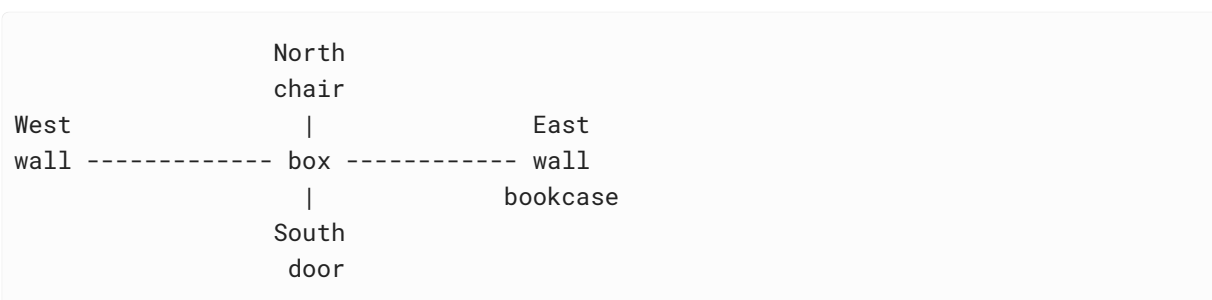 North
chair
West | East
wall ------------- box ------------ wall
| bookcase
South
door